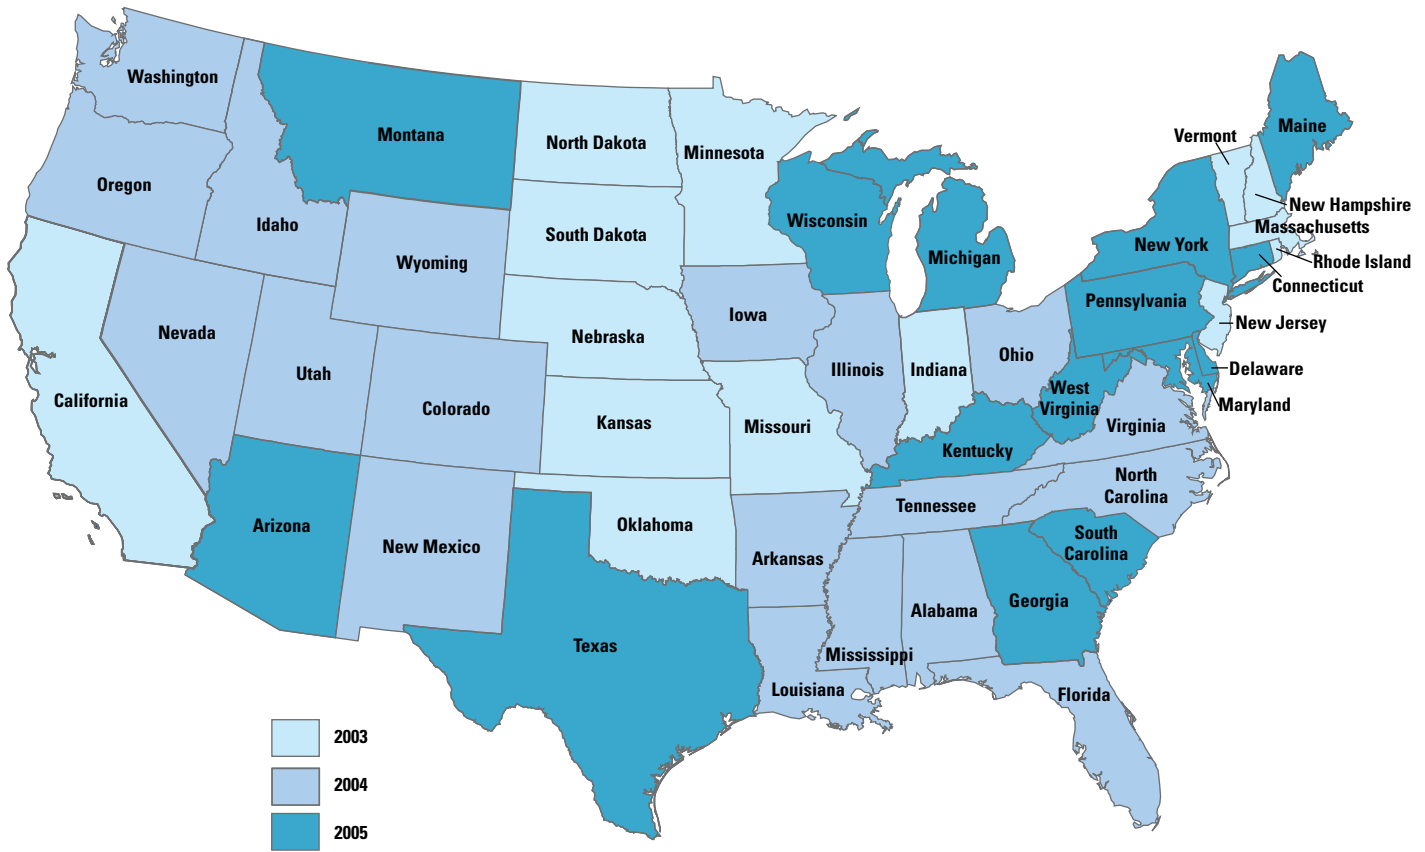 Washington
Montana
North Dakota
Minnesota
Maine
Vermont
Oregon
Idaho
South Dakota
Wisconsin
New Hampshire
Massachusetts
New York
Michigan
Rhode Island
Wyoming
Connecticut
Pennsylvania
Iowa
New Jersey
Nevada
Nebraska
Ohio
Utah
Illinois
Indiana
Delaware
California
Colorado
West
Virginia
Maryland
Kansas
Missouri
Virginia
Kentucky
North
Carolina
Tennessee
Arizona
Oklahoma
South
Carolina
New Mexico
Arkansas
Georgia
Alabama
Texas
Mississippi
Louisiana
Florida
2003
2004
2005